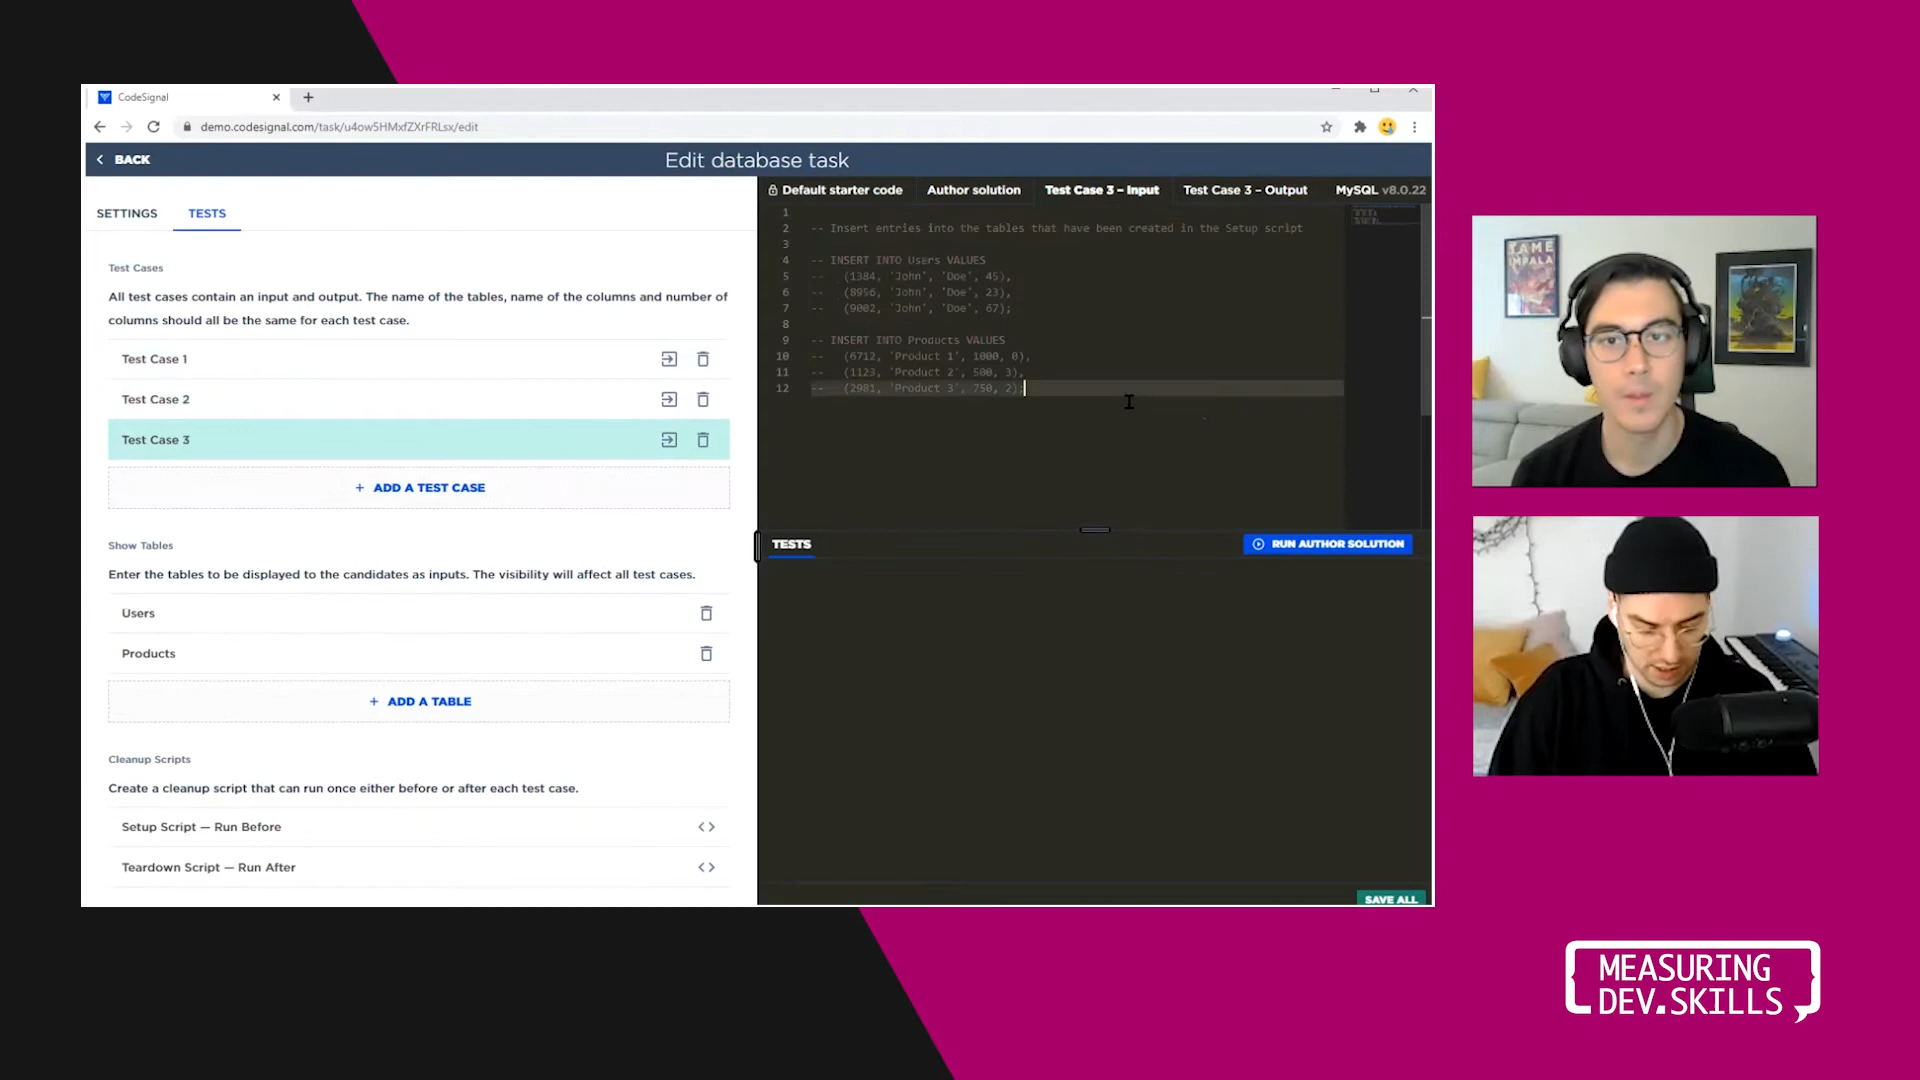 CodeSignal
demo.codesignal.com/task/u4ow5HMxfZXrFRLsx/edit
BACK
Edit database task
SETTINGS
TESTS
Test Cases
All test cases contain an input and output. The name of the tables, name of the columns and number of
columns should all be the same for each test case.
Test Case 1
Test Case 2
Test Case 3
+ ADD A TEST CASE
Show Tables
Enter the tables to be displayed to the candidates as inputs. The visibility will affect all test cases.
Users
Products
+ ADD A TABLE
Cleanup Scripts
Create a cleanup script that can run once either before or after each test case.
Setup Script — Run Before
Teardown Script — Run After
Default starter code
Author solution
Test Case 3 – Input
Test Case 3 – Output
MySQL v8.0.22
1
2 -- Insert entries into the tables that have been created in the Setup script
3
4 -- INSERT INTO Users VALUES
5 -- (1384, 'John', 'Doe', 45),
6 -- (8956, 'John', 'Doe', 23),
7 -- (9002, 'John', 'Doe', 67);
8
9 -- INSERT INTO Products VALUES
10 -- (6712, 'Product 1', 1000, 0),
11 -- (1123, 'Product 2', 500, 3),
12 -- (2981, 'Product 3', 750, 2);
TESTS
RUN AUTHOR SOLUTION
SAVE ALL
TAME
IMPALA
MEASURING
DEV.SKILLS